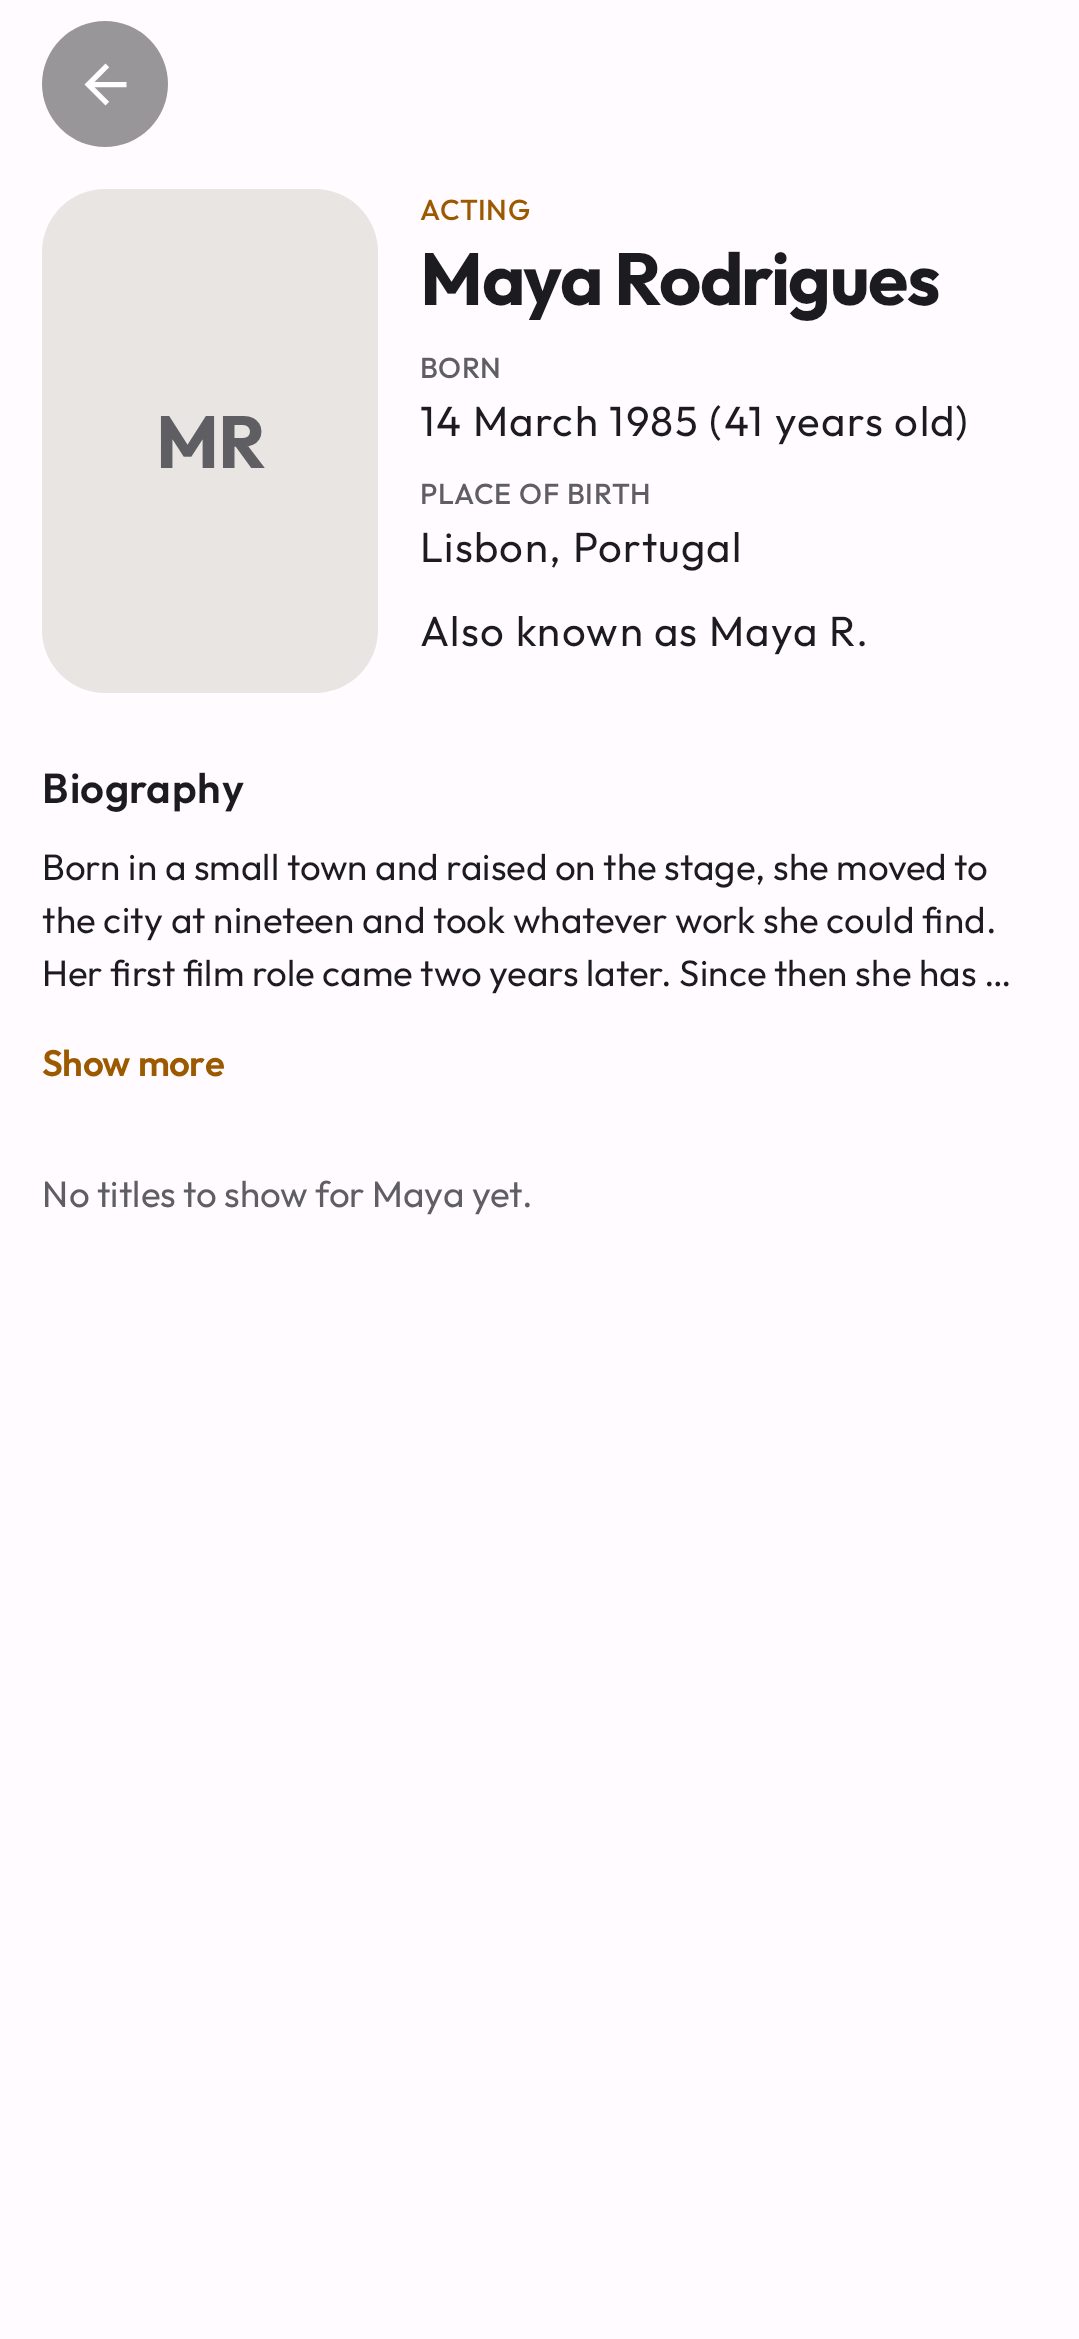 ACTING
Maya Rodrigues
BORN
14 March 1985 (41 years old)
MR
PLACE OF BIRTH
Lisbon, Portugal
Also known as Maya R.
Biography
Born in a small town and raised on the stage, she moved to
the city at nineteen and took whatever work she could find.
Her first film role came two years later. Since then she has ...
Show more
No titles to show for Maya yet.